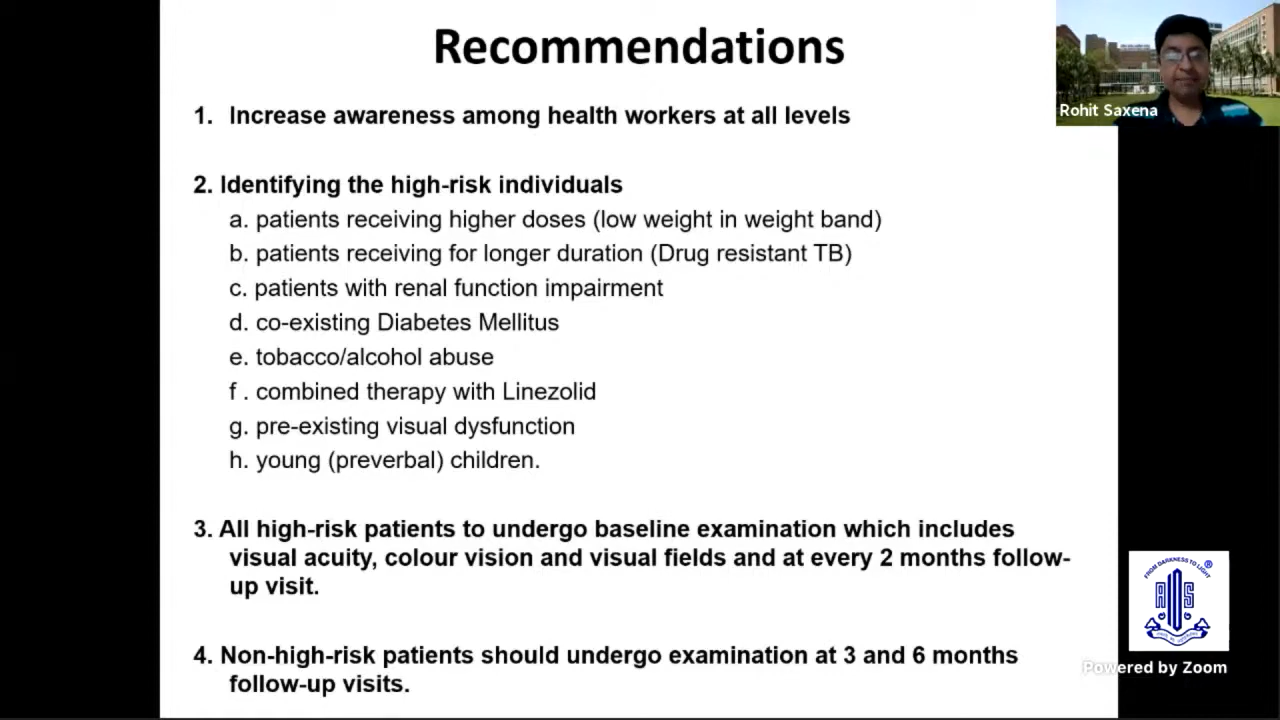 Recommendations
1. Increase awareness among health workers at all levels
2. Identifying the high-risk individuals
a. patients receiving higher doses (low weight in weight band)
b. patients receiving for longer duration (Drug resistant TB)
c. patients with renal function impairment
d. co-existing Diabetes Mellitus
e. tobacco/alcohol abuse
f . combined therapy with Linezolid
g. pre-existing visual dysfunction
h. young (preverbal) children.
3. All high-risk patients to undergo baseline examination which includes
visual acuity, colour vision and visual fields and at every 2 months follow-
up visit.
4. Non-high-risk patients should undergo examination at 3 and 6 months
follow-up visits.
Rohit Saxena
FROM DARKNESS TO LIGHT ®
Powered by Zoom